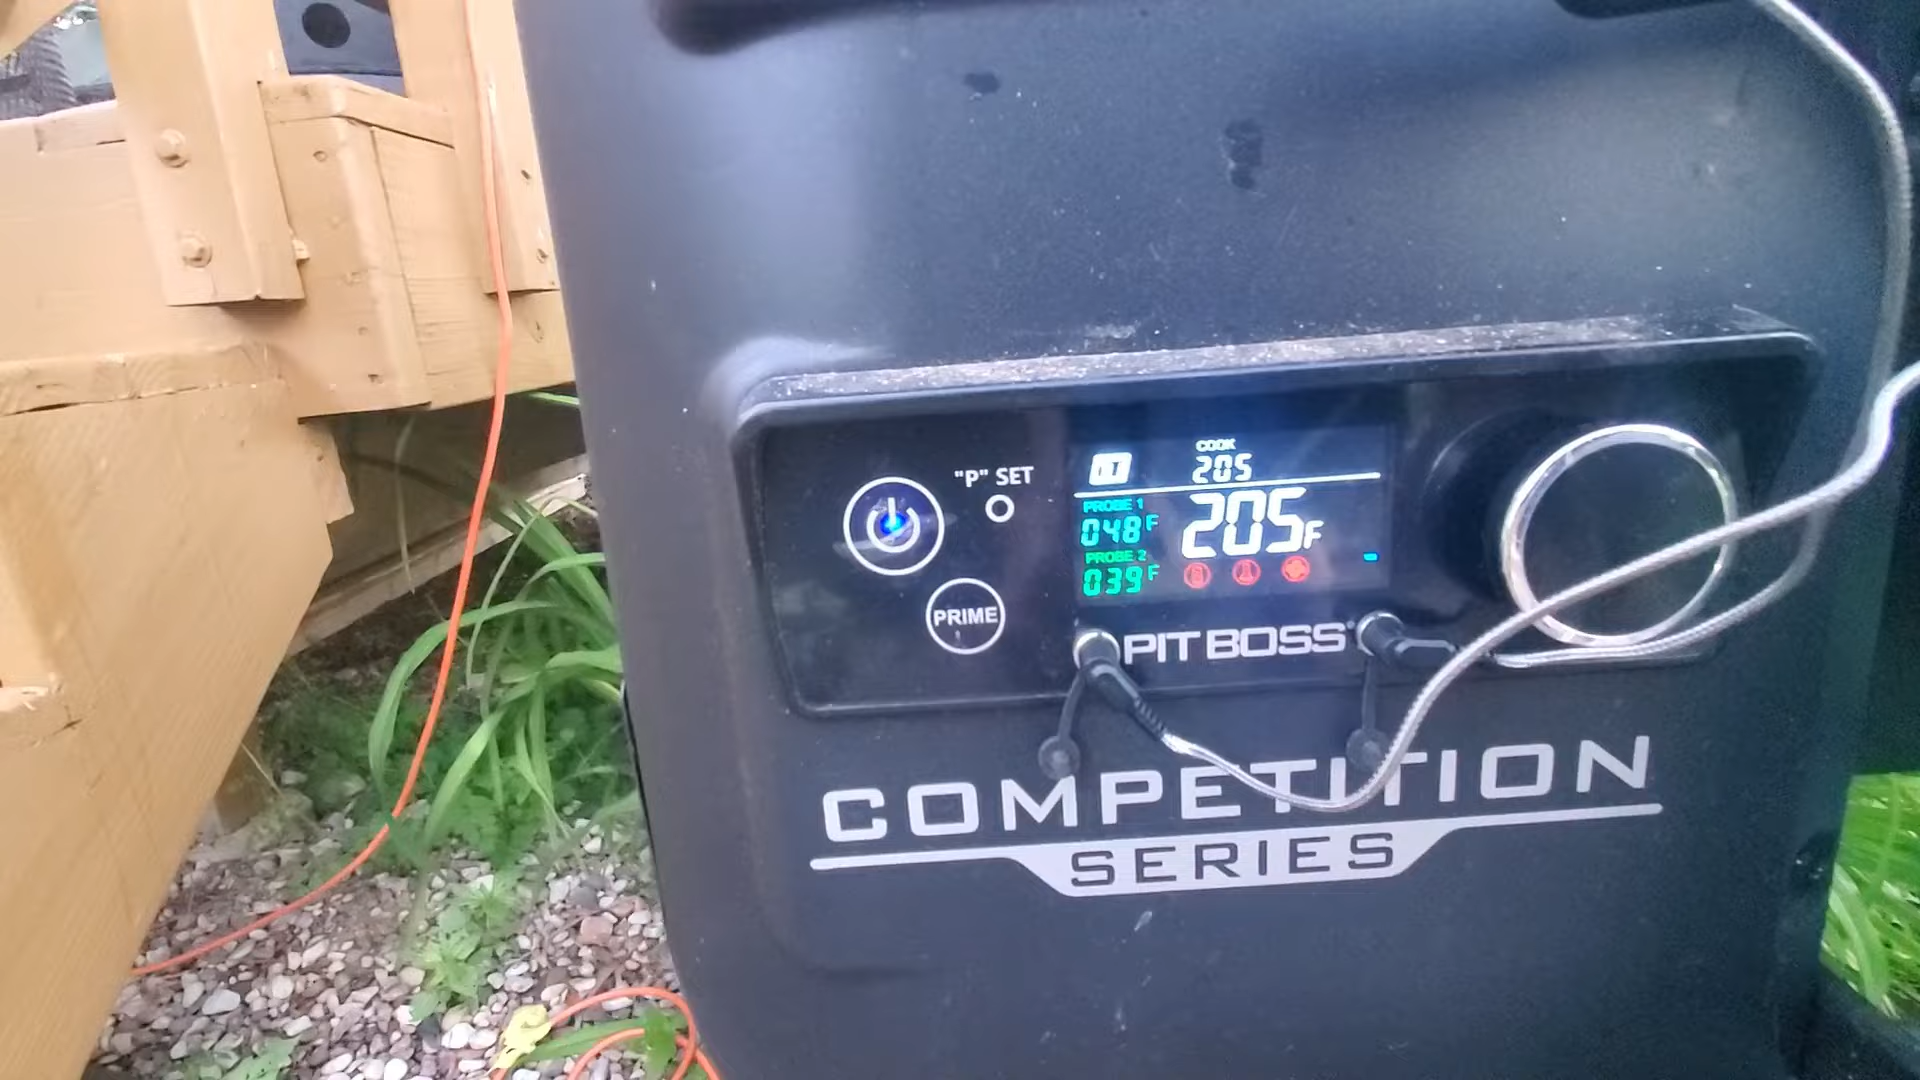 "P" SET
PRIME
COOK
205
PROBE 1
048 F
205F
PROBE 2
039 F
PIT BOSS®
COMPETITION
SERIES